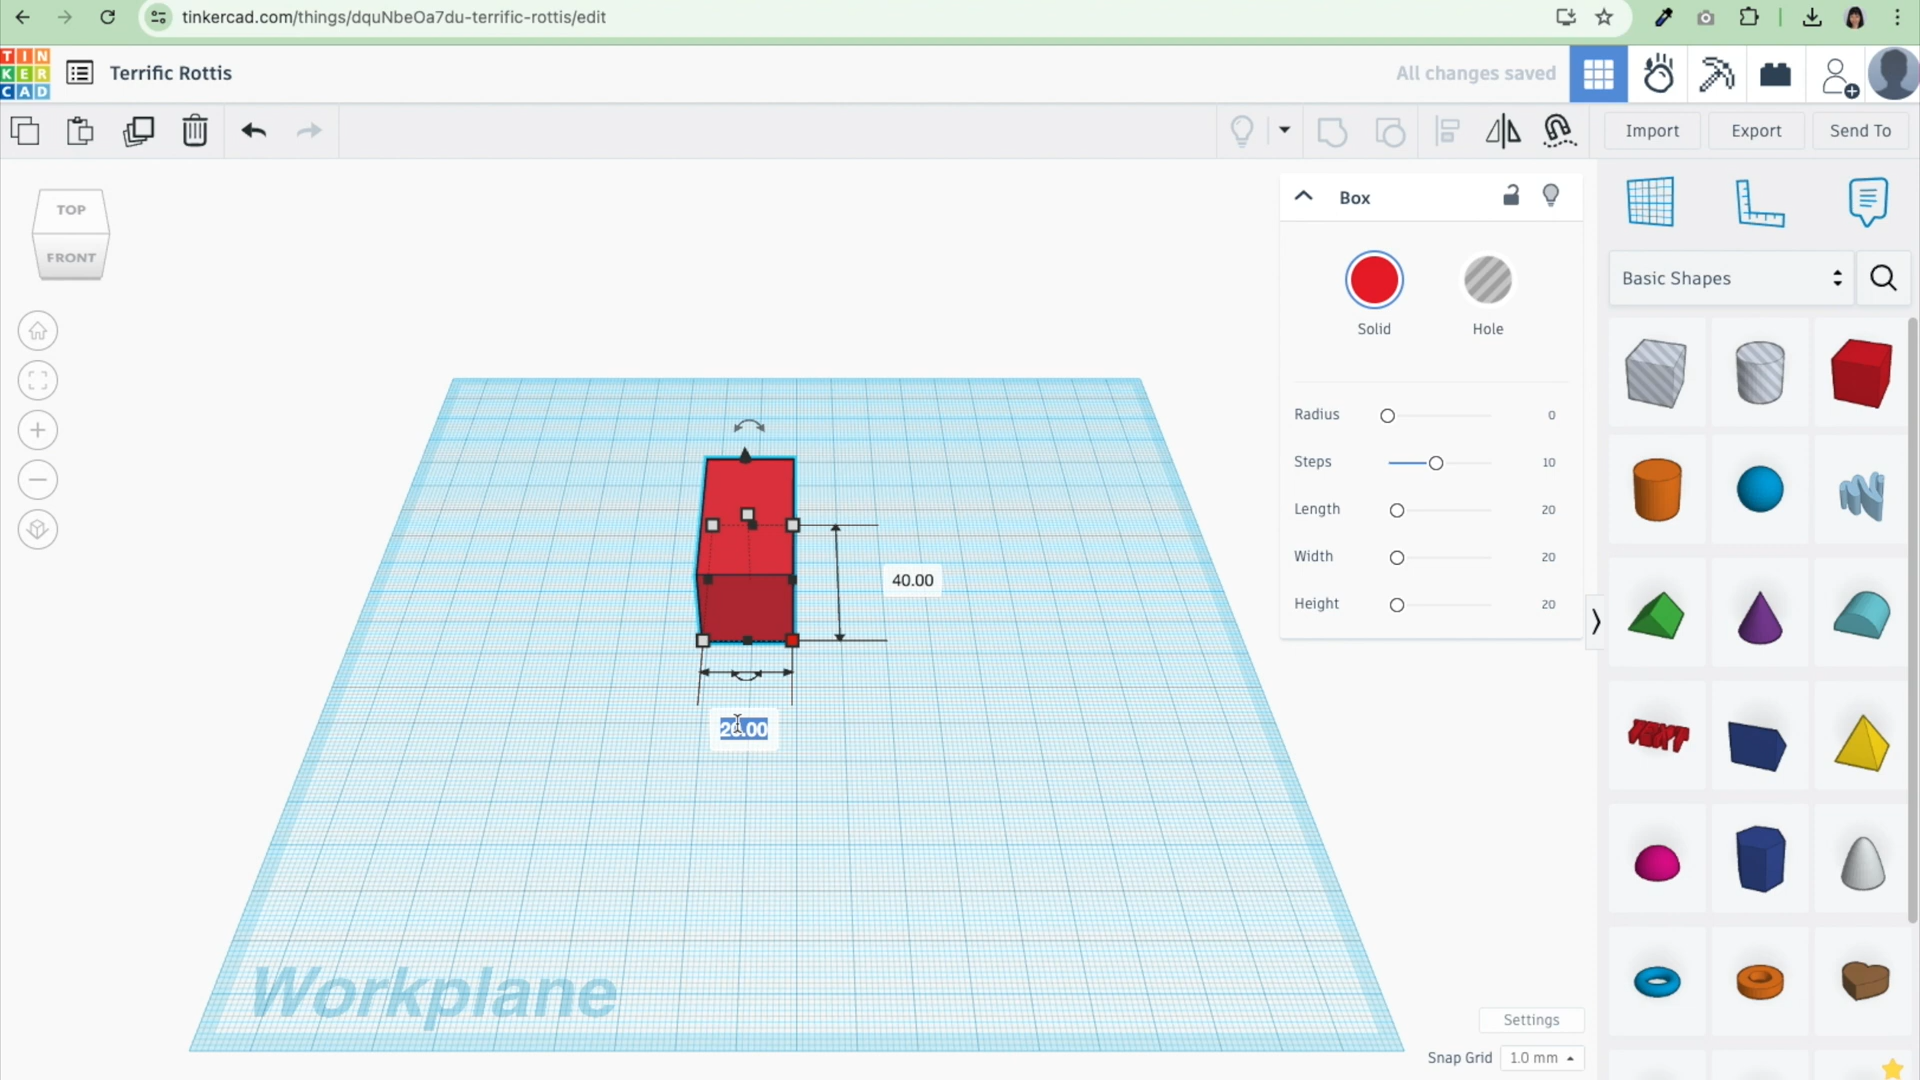 tinkercad.com/things/dquNbeOa7du-terrific-rottis/edit
TIN
KER
CAD
Terrific Rottis
All changes saved
Import
Export
Send To
TOP
FRONT
Box
Solid
Hole
Basic Shapes
Radius 0
Steps 10
Length 20
Width 20
Height 20
40.00
20.00
TEXT
Workplane
Settings
Snap Grid 1.0 mm